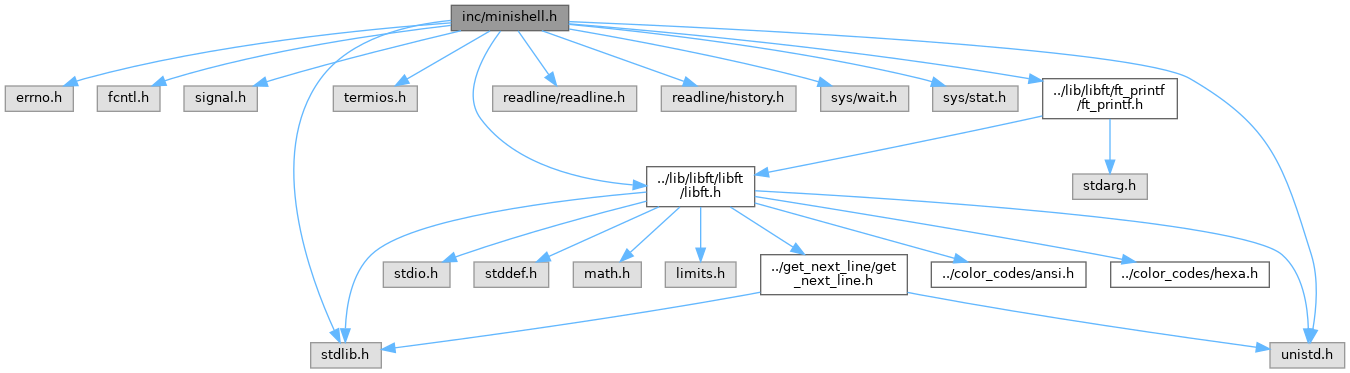 inc/minishell.h
errno.h
fcntl.h
signal.h
termios.h
readline/readline.h
readline/history.h
sys/wait.h
sys/stat.h
../lib/libft/ft_printf
/ft_printf.h
../lib/libft/libft
/libft.h
stdarg.h
stdio.h
stddef.h
math.h
limits.h
../get_next_line/get
_next_line.h
../color_codes/ansi.h
../color_codes/hexa.h
stdlib.h
unistd.h